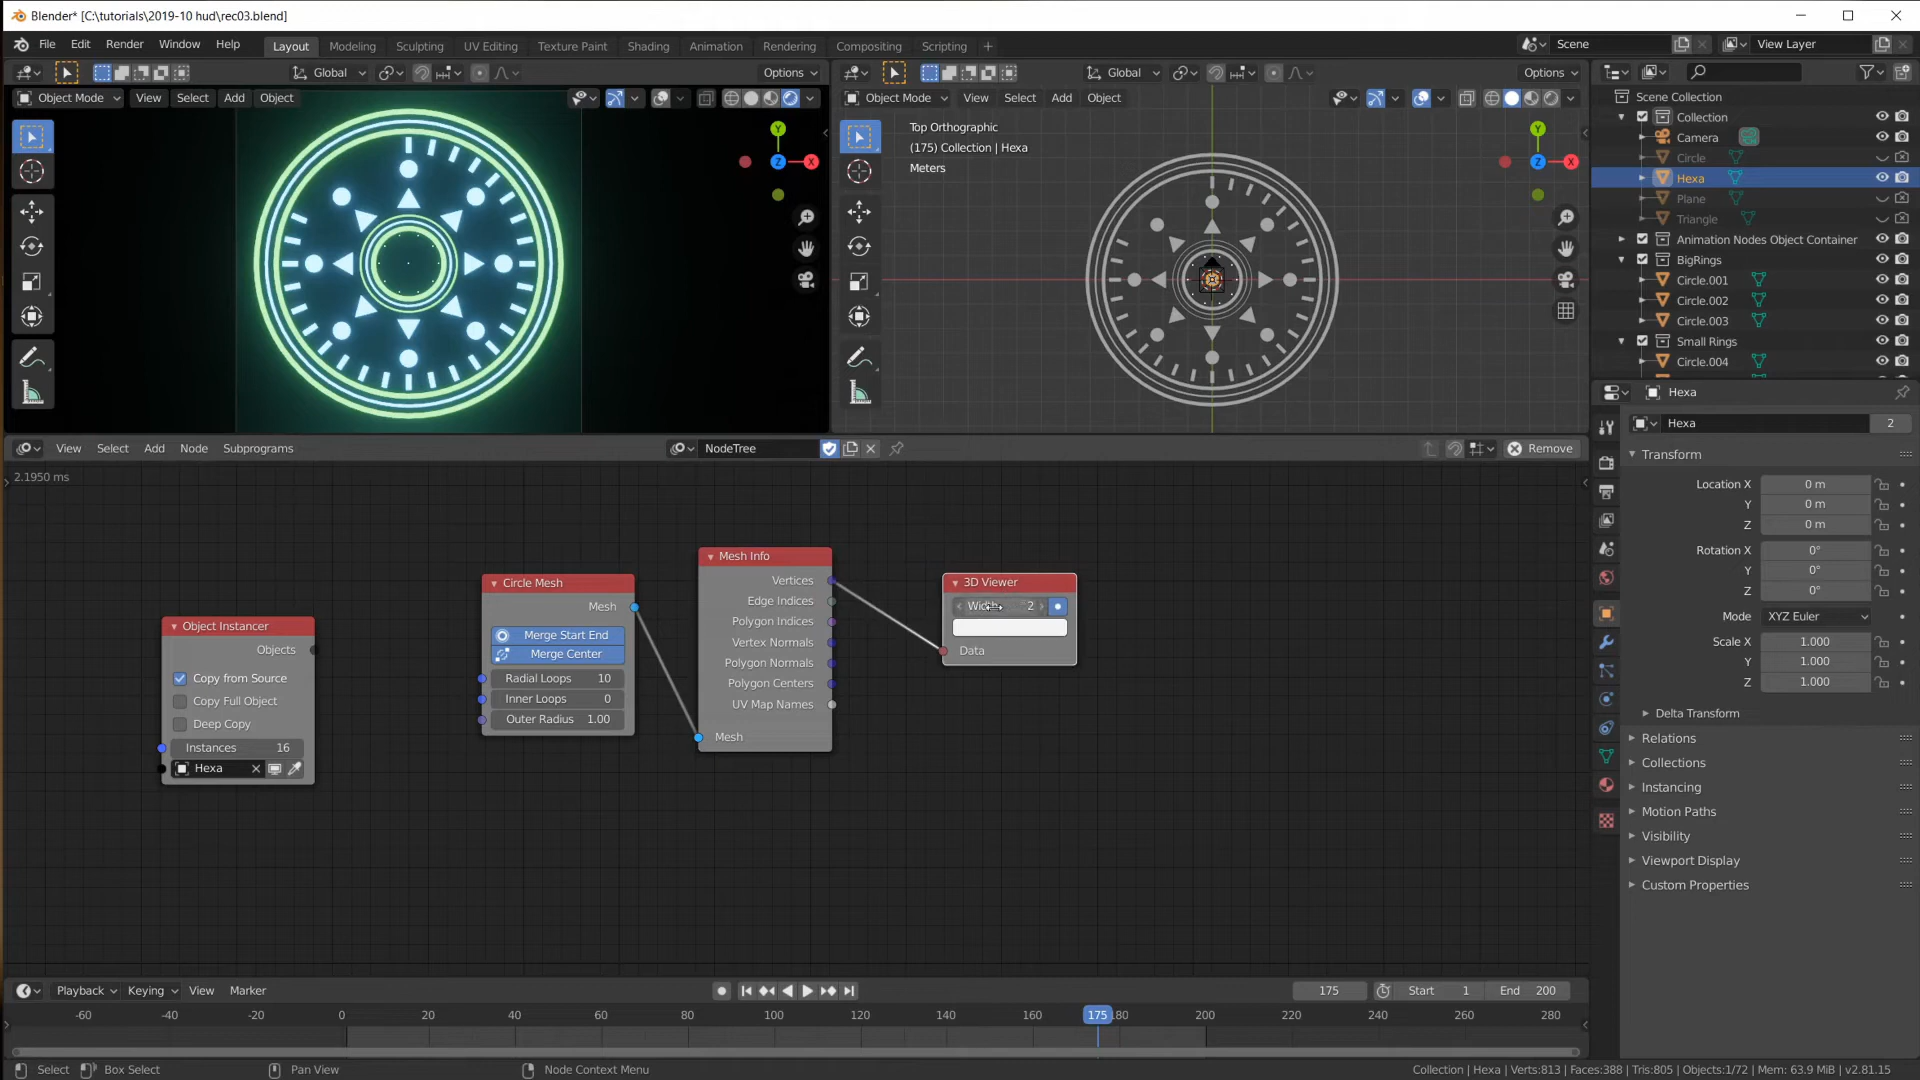 Blender* [C:\tutorials\2019-10 hud\rec03.blend]
File Edit Render Window Help Layout Modeling Sculpting UV Editing Texture Paint Shading Animation Rendering Compositing Scripting + Scene View Layer
Global Options Global Options
Object Mode View Select Add Object Object Mode View Select Add Object
Scene Collection
Collection
Camera
Circle
Hexa
Plane
Triangle
Animation Nodes Object Container
BigRings
Circle.001
Circle.002
Circle.003
Small Rings
Circle.004
Y
X
Z
Top Orthographic
(175) Collection | Hexa
Meters
Y
X
Z
View Select Add Node Subprograms NodeTree Remove
2.1950 ms
Object Instancer
Objects
Copy from Source
Copy Full Object
Deep Copy
Instances 16
Hexa
Circle Mesh
Mesh
Merge Start End
Merge Center
Radial Loops 10
Inner Loops 0
Outer Radius 1.00
Mesh Info
Vertices
Edge Indices
Polygon Indices
Vertex Normals
Polygon Normals
Polygon Centers
UV Map Names
Mesh
3D Viewer
Width 2
Data
Hexa
Hexa 2
Transform
Location X 0 m
Y 0 m
Z 0 m
Rotation X 0°
Y 0°
Z 0°
Mode XYZ Euler
Scale X 1.000
Y 1.000
Z 1.000
Delta Transform
Relations
Collections
Instancing
Motion Paths
Visibility
Viewport Display
Custom Properties
Playback Keying View Marker 175 Start 1 End 200
-60 -40 -20 0 20 40 60 80 100 120 140 160 175 180 200 220 240 260 280
Select Box Select Pan View Node Context Menu Collection | Hexa | Verts:813 | Faces:388 | Tris:805 | Objects:1/72 | Mem: 63.9 MiB | v2.81.15